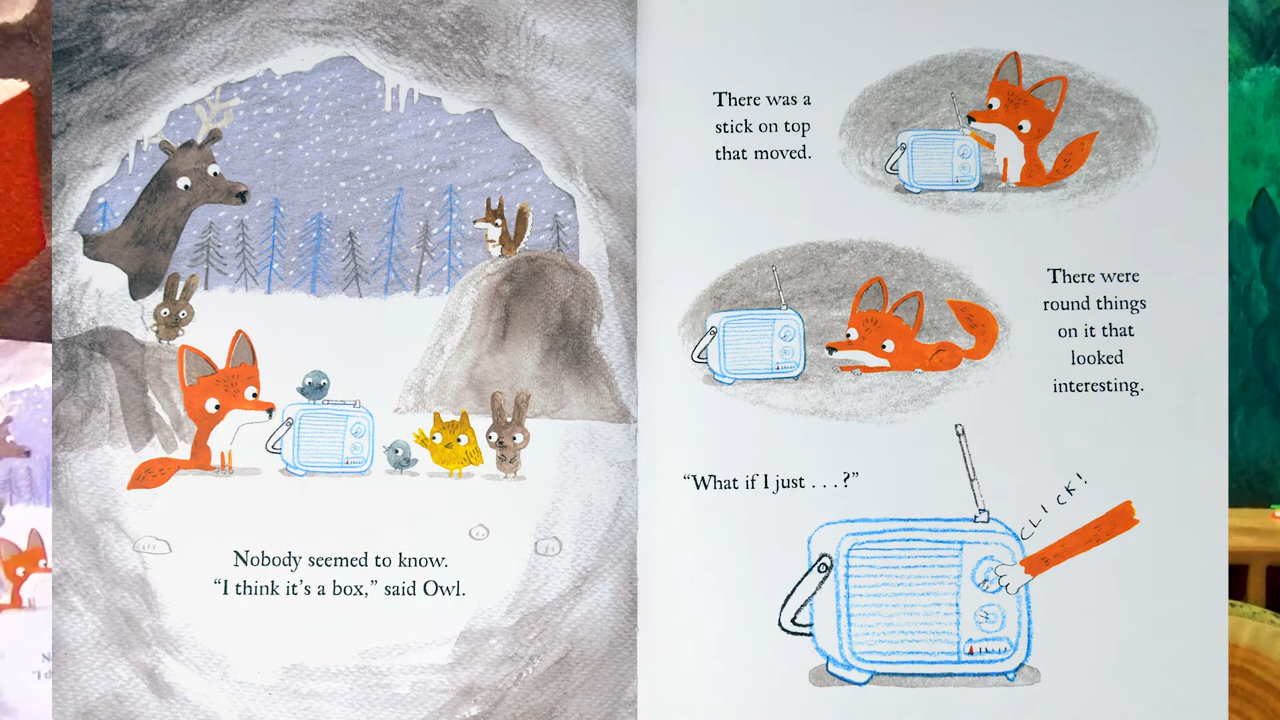 Nobody seemed to know.
“I think it’s a box,” said Owl.
There was a
stick on top
that moved.
There were
round things
on it that
looked
interesting.
“What if I just . . . ?”
CLICK!